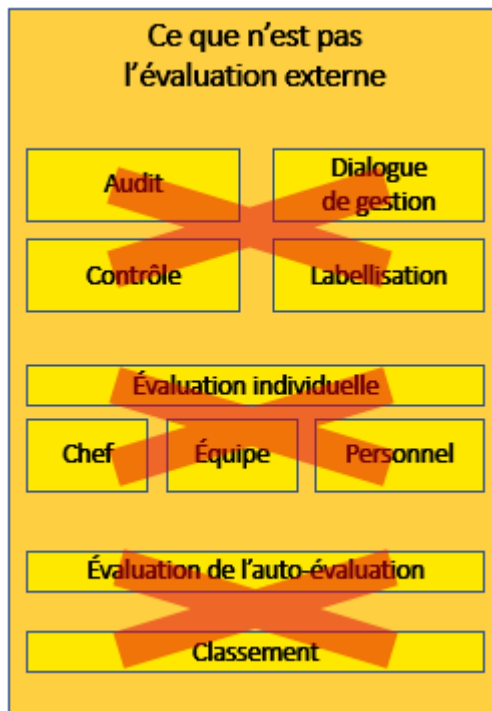 Ce que n'est pas
l'évaluation externe
Audit
Dialogue
de gestion
Contrôle
Labellisation
Évaluation individuelle
Chef
Équipe
Personnel
Évaluation de l'auto-évaluation
Classement